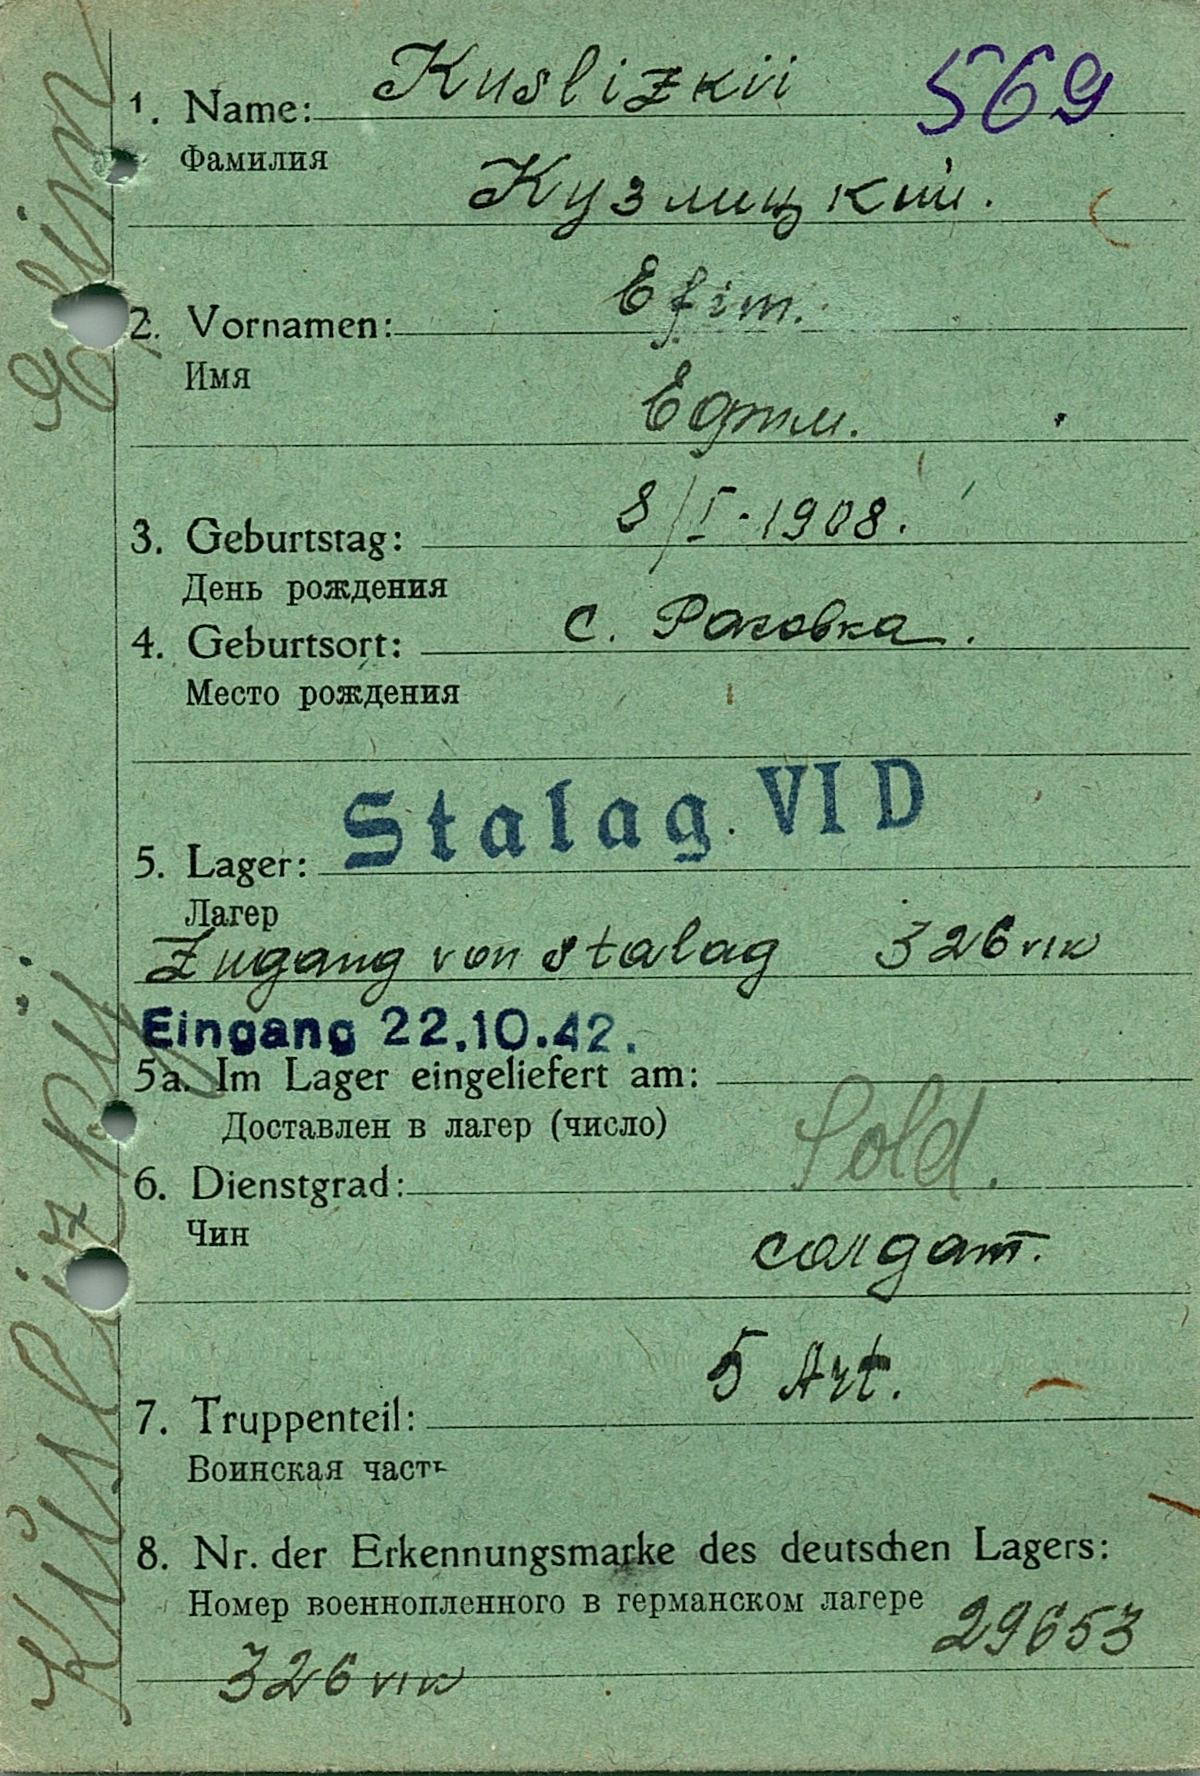 Kuslizkii 569
1. Name:
Фамилия
Кузлицкий.
Efim.
2. Vornamen:
Имя
Ефим.
8/I-1908.
3. Geburtstag:
День рождения
с. Росовка.
4. Geburtsort:
Место рождения
Stalag VI D
5. Lager:
Лагер
Zugang von Stalag 326 VIK
Eingang 22.10.42.
5a. Im Lager eingeliefert am:
Доставлен в лагер (число)
Sold.
6. Dienstgrad:
Чин
солдат.
5 Art.
7. Truppenteil:
Воинская часть
8. Nr. der Erkennungsmarke des deutschen Lagers:
Номер военнопленного в германском лагере
29653
326 VIK
Kuslizkij Efim